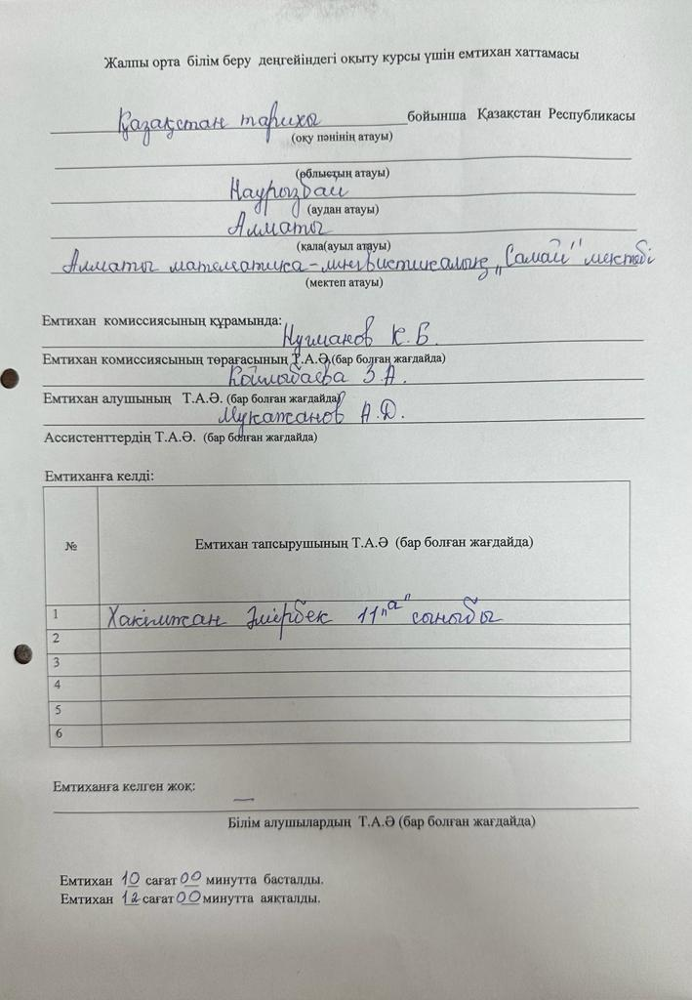 Жалпы орта білім беру деңгейіндегі оқыту курсы үшін емтихан хаттамасы
Қазақстан тарихы бойынша Қазақстан Республикасы
(оқу пәнінің атауы)
(облыстың атауы)
Наурызбай
(аудан атауы)
Алматы
(қала(ауыл атауы)
Алматы математика-лингвистикалық „Самай" мектебі
(мектеп атауы)
Емтихан комиссиясының құрамында:
Нугманов К.Б.
Емтихан комиссиясының төрағасының Т.А.Ә.(бар болған жағдайда)
Қойлыбаева З.А.
Емтихан алушының Т.А.Ә. (бар болған жағдайда)
Мукажанов А.Д.
Ассистенттердің Т.А.Ә. (бар болған жағдайда)
Емтиханға келді:
№ Емтихан тапсырушының Т.А.Ә (бар болған жағдайда)
1 Хакімжан 11„а" сыныбы
2
3
4
5
6
Емтиханға келген жоқ: —
Білім алушылардың Т.А.Ә (бар болған жағдайда)
Емтихан 10 сағат 00 минутта басталды.
Емтихан 12 сағат 00 минутта аяқталды.